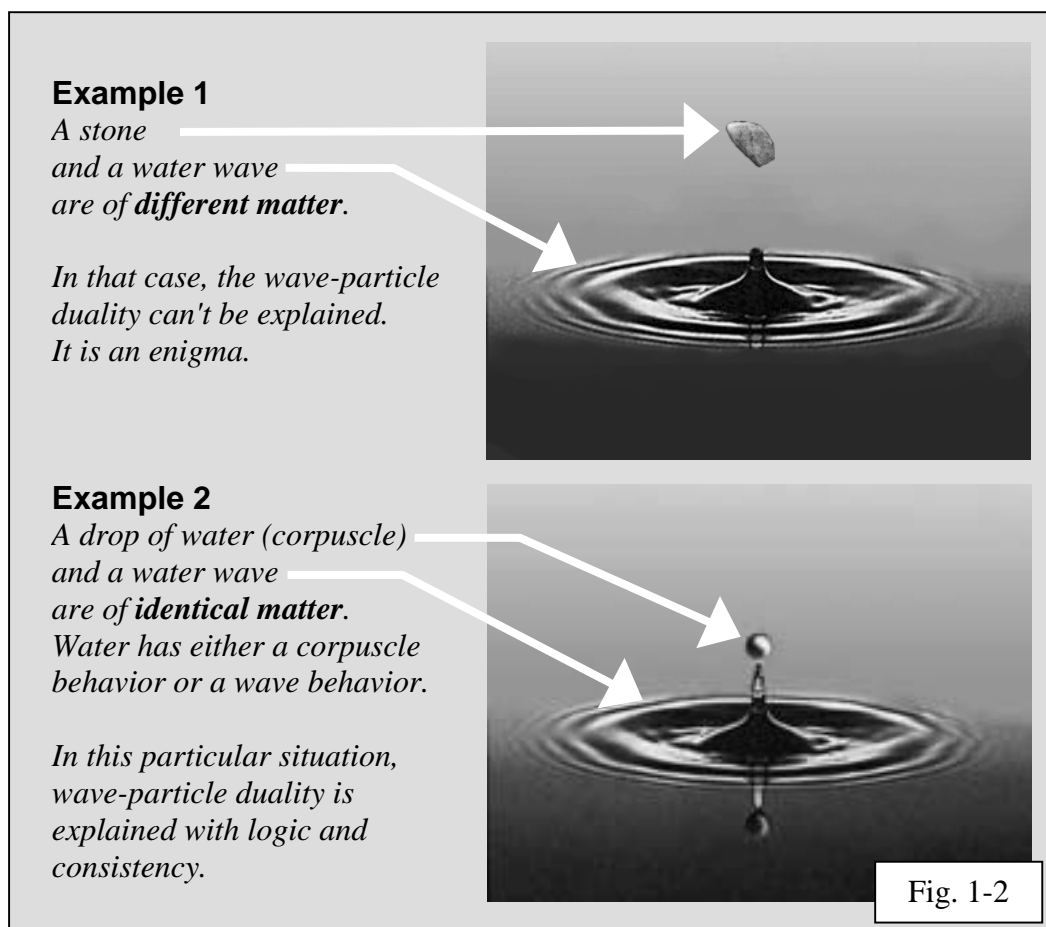 Example 1
A stone
and a water wave
are of different matter.
In that case, the wave-particle
duality can't be explained.
It is an enigma.
Example 2
A drop of water (corpuscle)
and a water wave
are of identical matter.
Water has either a corpuscle
behavior or a wave behavior.
In this particular situation,
wave-particle duality is
explained with logic and
consistency.
Fig. 1-2